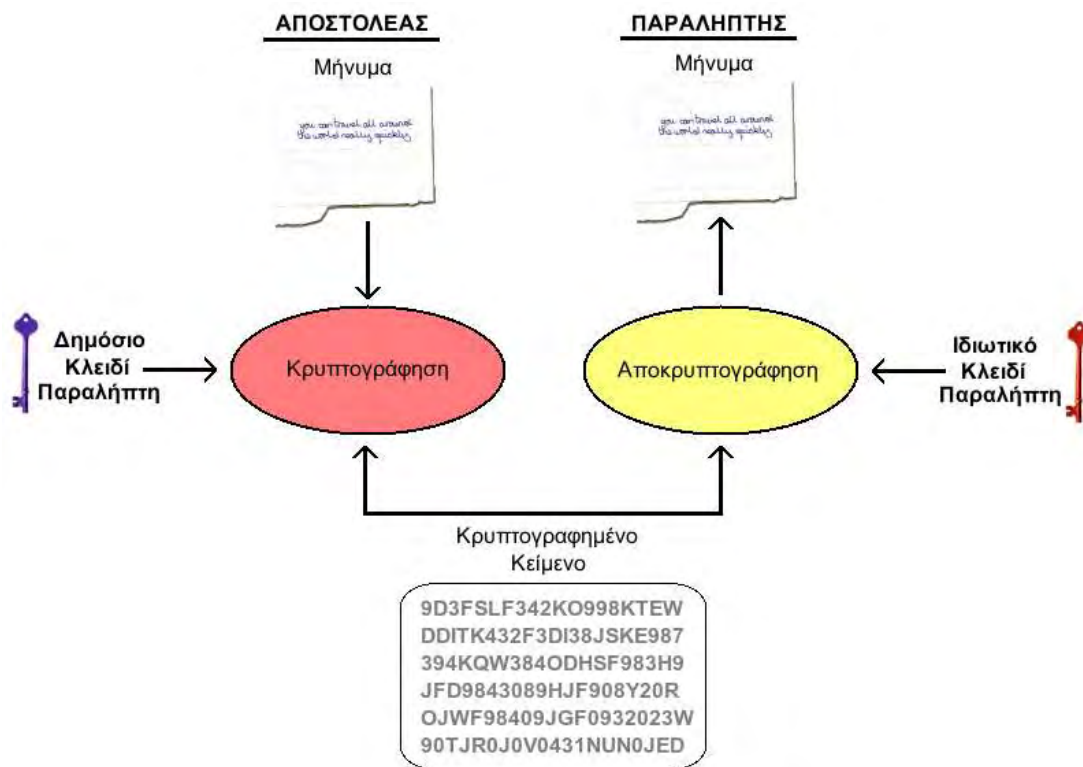 ΑΠΟΣΤΟΛΕΑΣ
Μήνυμα
you can travel all around
the world really quickly
ΠΑΡΑΛΗΠΤΗΣ
Μήνυμα
you can travel all around
the world really quickly
Δημόσιο
Κλειδί
Παραλήπτη
Κρυπτογράφηση
Αποκρυπτογράφηση
Ιδιωτικό
Κλειδί
Παραλήπτη
Κρυπτογραφημένο
Κείμενο
9D3FSLF342KO998KTEW
DDITK432F3DI38JSKE987
394KQW384ODHSF983H9
JFD9843089HJF908Y20R
OJWF98409JGF0932023W
90TJR0J0V0431NUN0JED